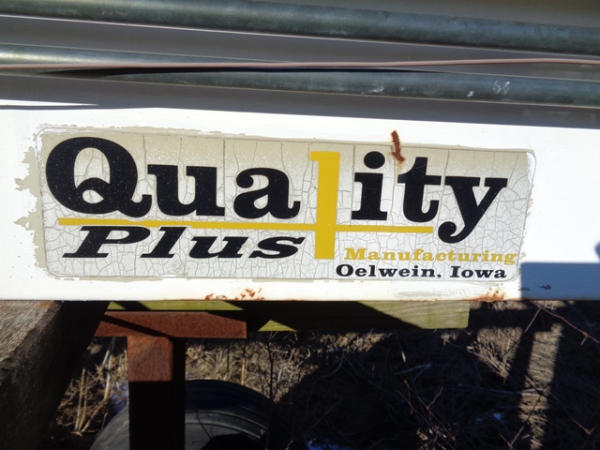 Quality
Plus
Manufacturing
Oelwein, Iowa